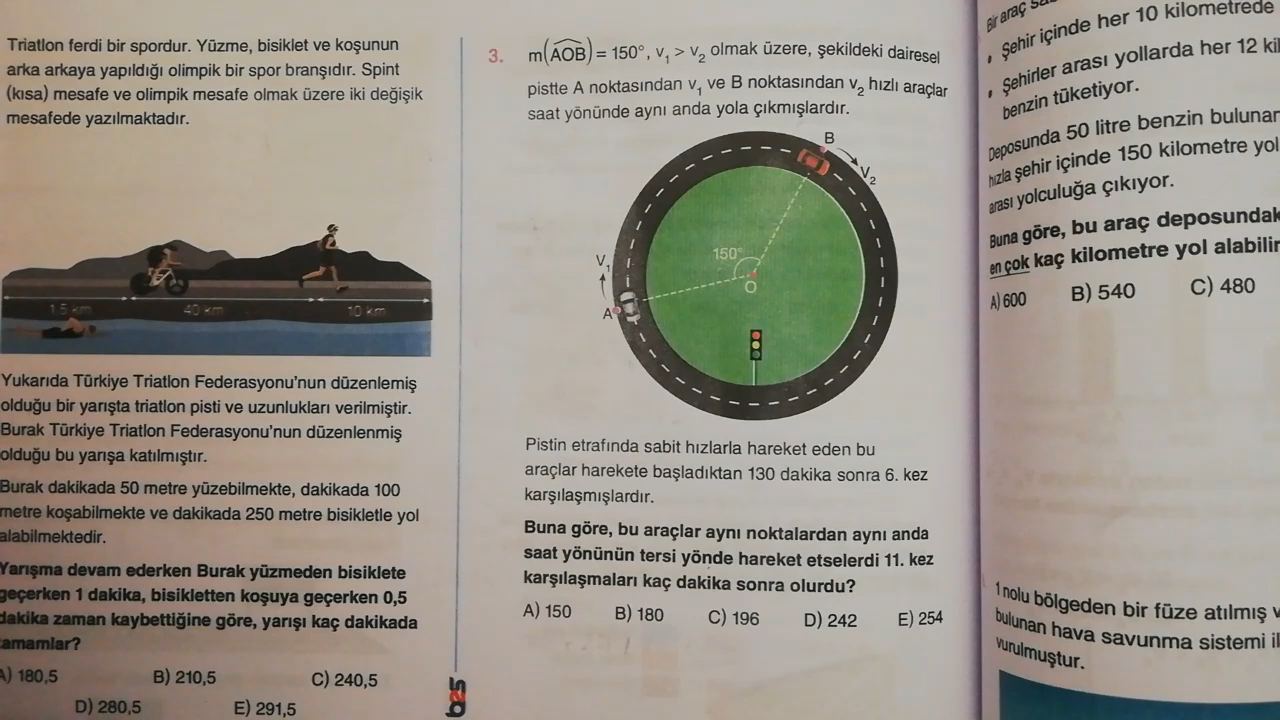 Triatlon ferdi bir spordur. Yüzme, bisiklet ve koşunun
arka arkaya yapıldığı olimpik bir spor branşıdır. Spint
(kısa) mesafe ve olimpik mesafe olmak üzere iki değişik
mesafede yazılmaktadır.
1.5 km 40 km 10 km
Yukarıda Türkiye Triatlon Federasyonu'nun düzenlemiş
olduğu bir yarışta triatlon pisti ve uzunlukları verilmiştir.
Burak Türkiye Triatlon Federasyonu'nun düzenlenmiş
olduğu bu yarışa katılmıştır.
Burak dakikada 50 metre yüzebilmekte, dakikada 100
metre koşabilmekte ve dakikada 250 metre bisikletle yol
alabilmektedir.
Yarışma devam ederken Burak yüzmeden bisiklete
geçerken 1 dakika, bisikletten koşuya geçerken 0,5
dakika zaman kaybettiğine göre, yarışı kaç dakikada
tamamlar?
A) 180,5 B) 210,5 C) 240,5
D) 280,5 E) 291,5
b2s
3. m(AOB) = 150°, v₁ > v₂ olmak üzere, şekildeki dairesel
pistte A noktasından v₁ ve B noktasından v₂ hızlı araçlar
saat yönünde aynı anda yola çıkmışlardır.
B
V₂
150°
V₁
O
A
Pistin etrafında sabit hızlarla hareket eden bu
araçlar harekete başladıktan 130 dakika sonra 6. kez
karşılaşmışlardır.
Buna göre, bu araçlar aynı noktalardan aynı anda
saat yönünün tersi yönde hareket etselerdi 11. kez
karşılaşmaları kaç dakika sonra olurdu?
A) 150 B) 180 C) 196 D) 242 E) 254
Bir araç
• Şehir içinde her 10 kilometrede
• Şehirler arası yollarda her 12
benzin tüketiyor.
Deposunda 50 litre benzin bulunan
hızla şehir içinde 150 kilometre yol
arası yolculuğa çıkıyor.
Buna göre, bu araç deposundak
en çok kaç kilometre yol alabilir
A) 600 B) 540 C) 480
1 nolu bölgeden bir füze atılmış
bulunan hava savunma sistemi
vurulmuştur.